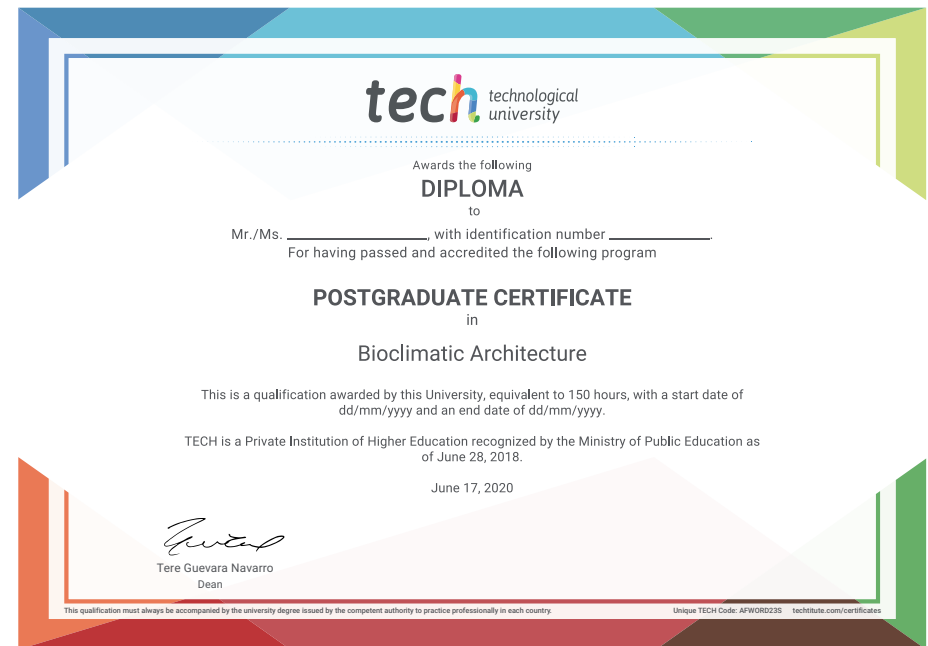 tech technological
university
Awards the following
DIPLOMA
to
Mr./Ms. ____________________, with identification number ______________.
For having passed and accredited the following program
POSTGRADUATE CERTIFICATE
in
Bioclimatic Architecture
This is a qualification awarded by this University, equivalent to 150 hours, with a start date of
dd/mm/yyyy and an end date of dd/mm/yyyy.
TECH is a Private Institution of Higher Education recognized by the Ministry of Public Education as
of June 28, 2018.
June 17, 2020
Tere Guevara Navarro
Dean
This qualification must always be accompanied by the university degree issued by the competent authority to practice professionally in each country. Unique TECH Code: AFWORD23S techtitute.com/certificates